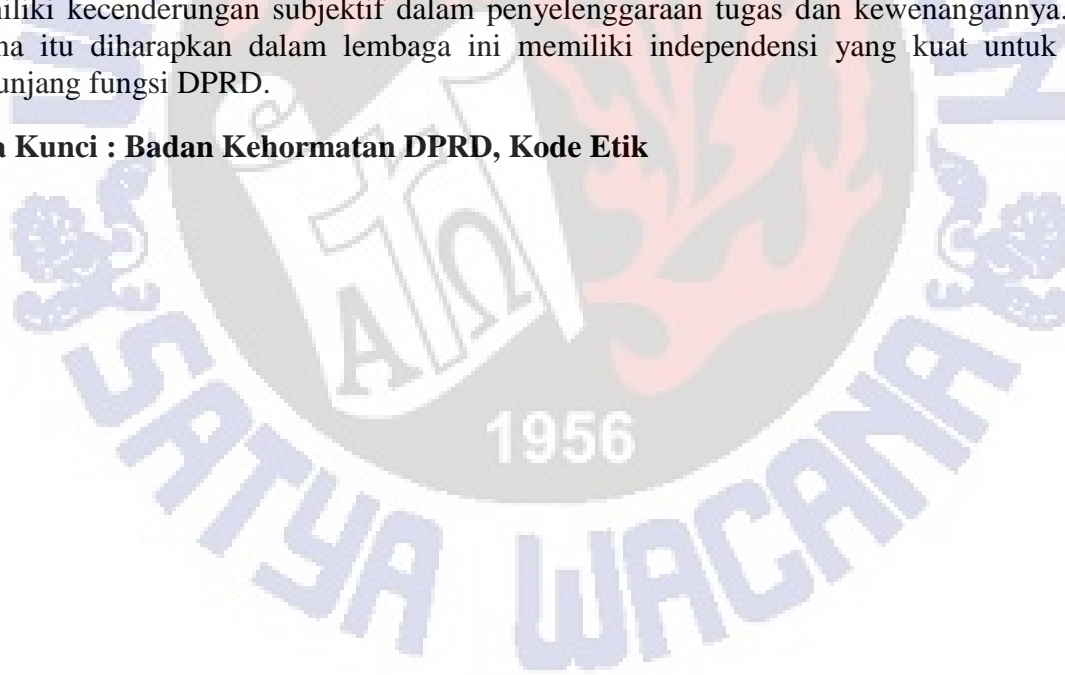 iliki kecenderungan subjektif dalam penyelenggaraan tugas dan kewenangannya.
na itu diharapkan dalam lembaga ini memiliki independensi yang kuat untuk
unjang fungsi DPRD.
a Kunci : Badan Kehormatan DPRD, Kode Etik
Α Ω
1956
SATYA WACANA